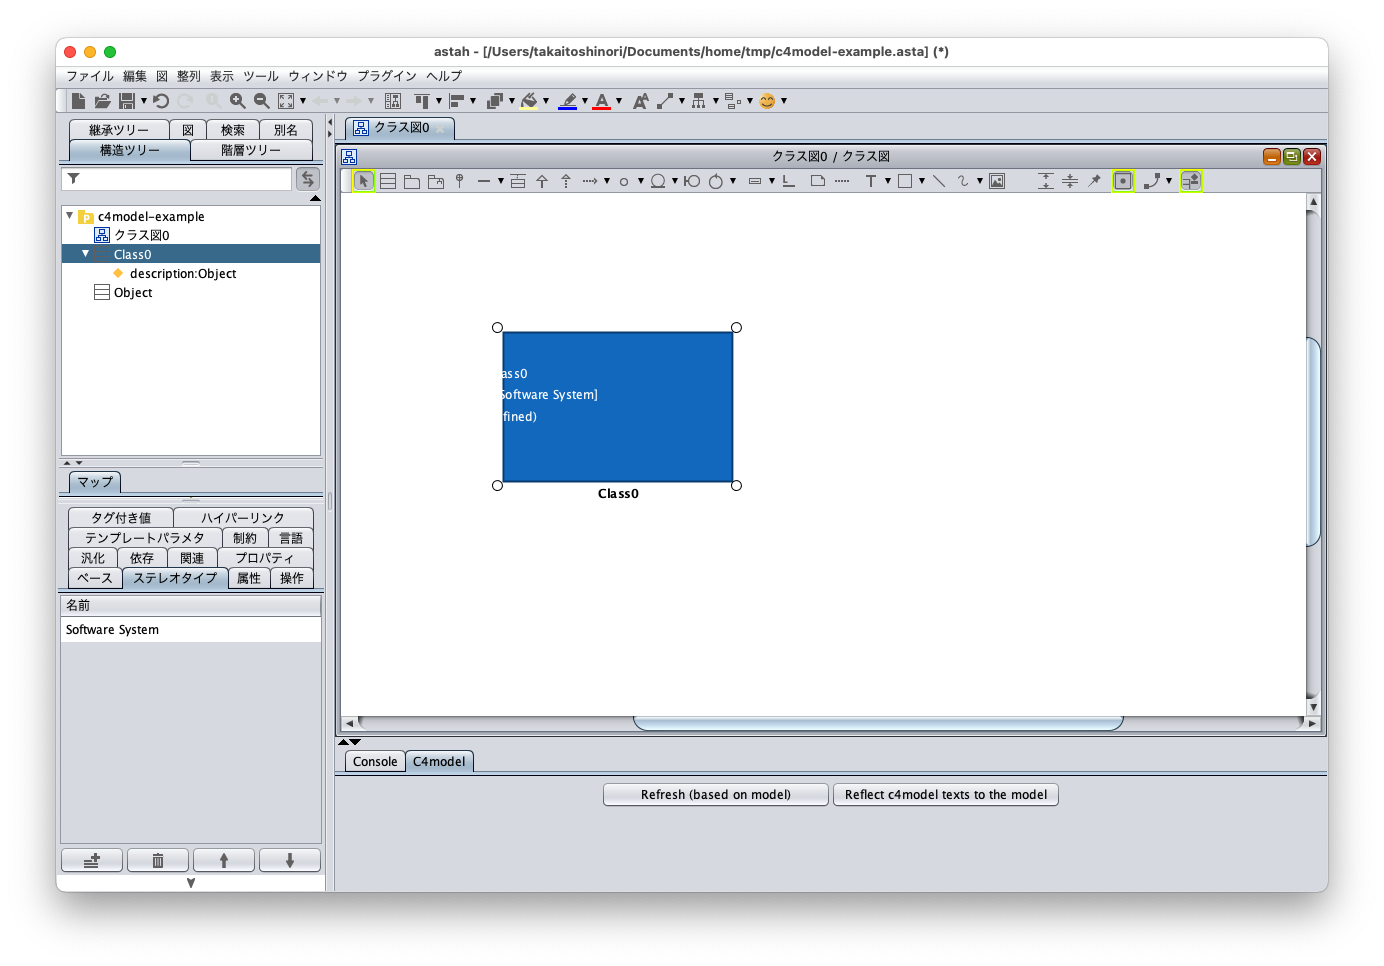 astah - [/Users/takaitoshinori/Documents/home/tmp/c4model-example.asta] (*)
ファイル 編集 図 整列 表示 ツール ウィンドウ プラグイン ヘルプ
継承ツリー 図 検索 別名
構造ツリー 階層ツリー
c4model-example
クラス図0
Class0
description:Object
Object
マップ
タグ付き値 ハイパーリンク
テンプレートパラメタ 制約 言語
汎化 依存 関連 プロパティ
ベース ステレオタイプ 属性 操作
名前
Software System
クラス図0
クラス図0 / クラス図
ass0
Software System]
fined)
Class0
Console C4model
Refresh (based on model) Reflect c4model texts to the model